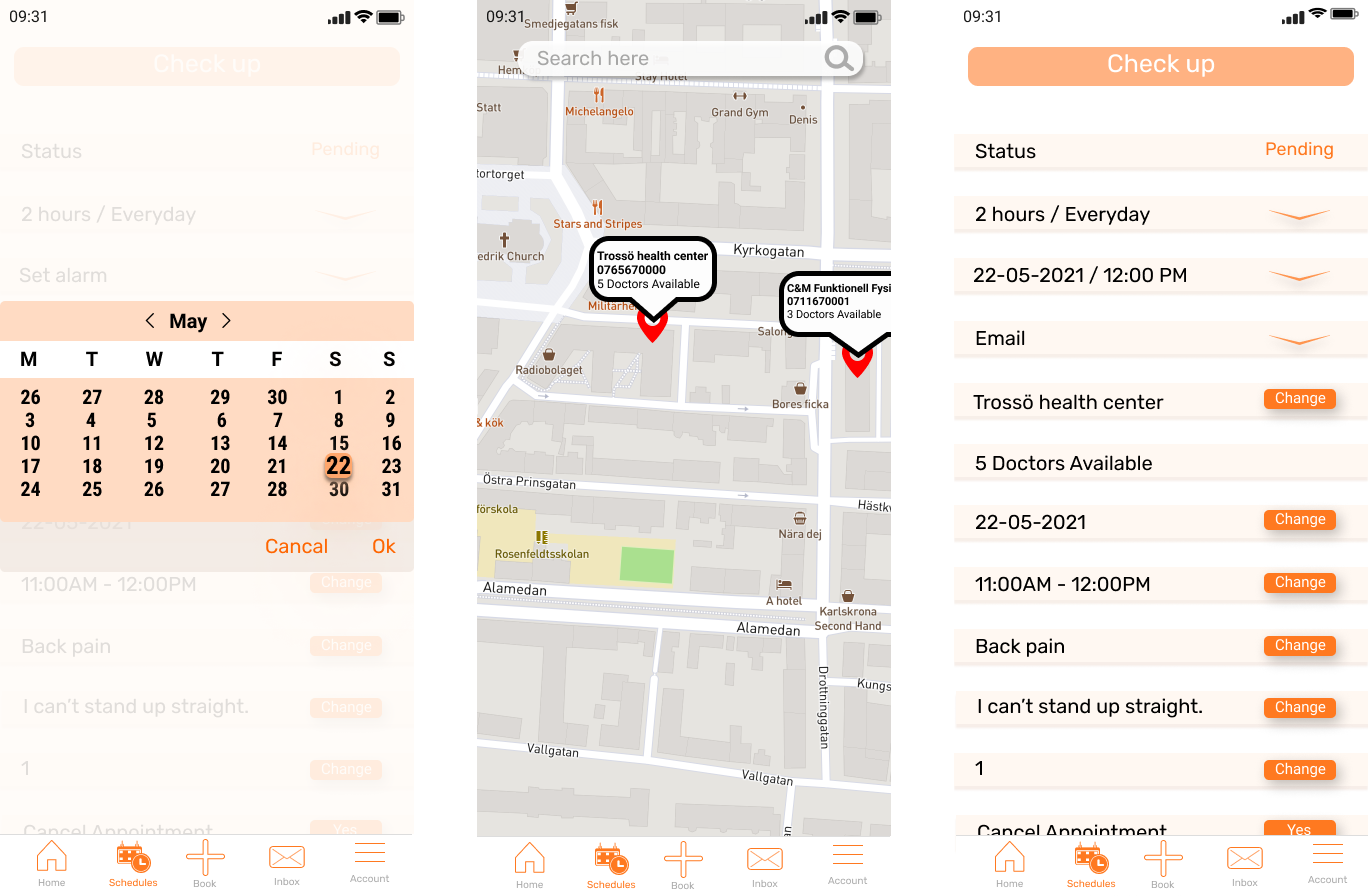 09:31
Check up
Status
Pending
2 hours / Everyday
Set alarm
May
M T W T F S S
26 27 28 29 30 1 2
3 4 5 6 7 8 9
10 11 12 13 14 15 16
17 18 19 20 21 22 23
24 25 26 27 28 30 31
22-05-2021
Cancal
Ok
11:00AM - 12:00PM
Change
Back pain
Change
I can't stand up straight.
Change
1
Change
Cancel Appointment
Yes
Home
Schedules
Book
Inbox
Account
09:31
Smedjegatans fisk
Search here
Hem
Stay Hotel
Statt
Michelangelo
Grand Gym
Denis
tortorget
Stars and Stripes
edrik Church
Kyrkogatan
Trossö health center
0765670000
5 Doctors Available
C&M Funktionell Fysi
0711670001
3 Doctors Available
Militärhe
Salong
Radiobolaget
Bores ficka
& kök
Östra Prinsgatan
Hästkv
förskola
Nära dej
Rosenfeldtsskolan
Alamedan
A hotel
Karlskrona
Second Hand
Alamedan
Drottninggatan
Kungs
Vallgatan
Vallgatan
an
Home
Schedules
Book
Inbox
Account
09:31
Check up
Status
Pending
2 hours / Everyday
22-05-2021 / 12:00 PM
Email
Trossö health center
Change
5 Doctors Available
22-05-2021
Change
11:00AM - 12:00PM
Change
Back pain
Change
I can't stand up straight.
Change
1
Change
Cancel Appointment
Yes
Home
Schedules
Book
Inbox
Account